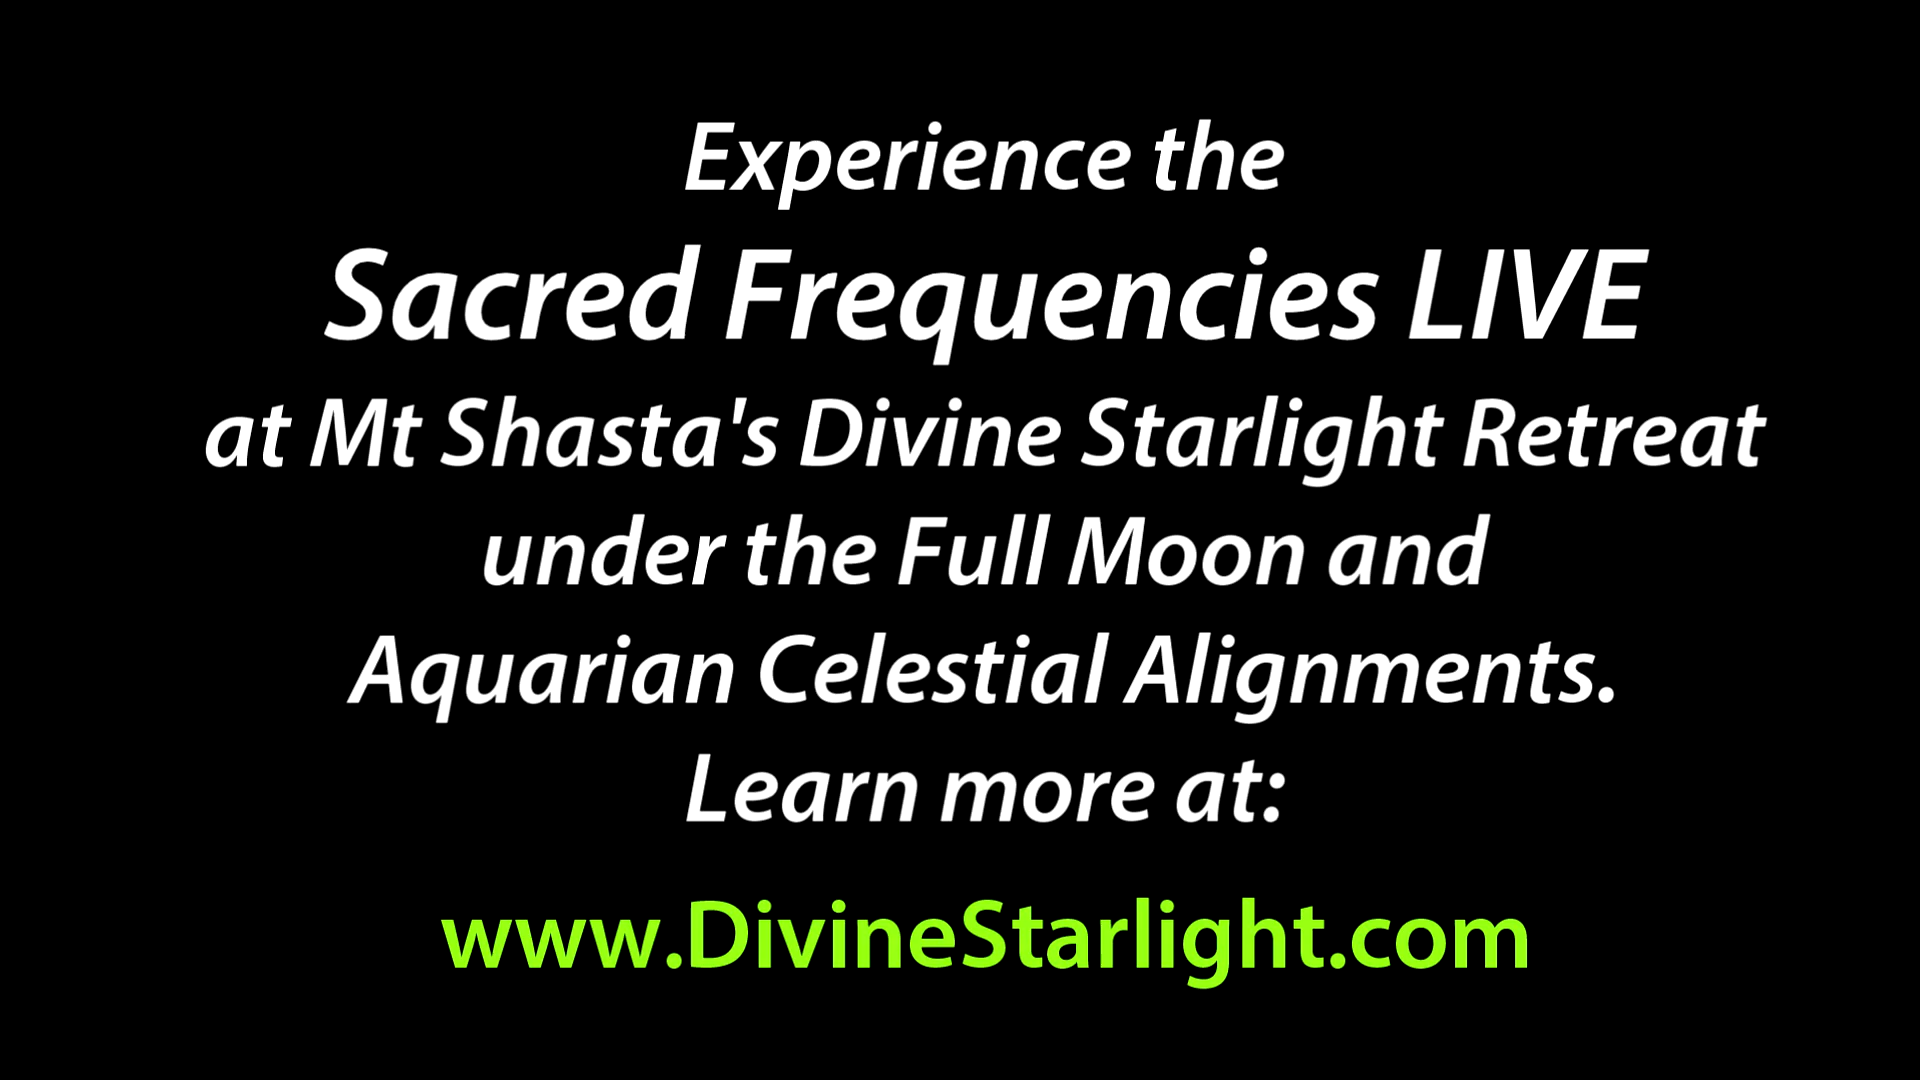 Experience the
Sacred Frequencies LIVE
at Mt Shasta's Divine Starlight Retreat
under the Full Moon and
Aquarian Celestial Alignments.
Learn more at:
www.DivineStarlight.com